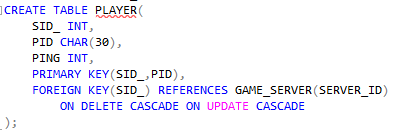 CREATE TABLE PLAYER(
SID_ INT,
PID CHAR(30),
PING INT,
PRIMARY KEY(SID_,PID),
FOREIGN KEY(SID_) REFERENCES GAME_SERVER(SERVER_ID)
ON DELETE CASCADE ON UPDATE CASCADE
);